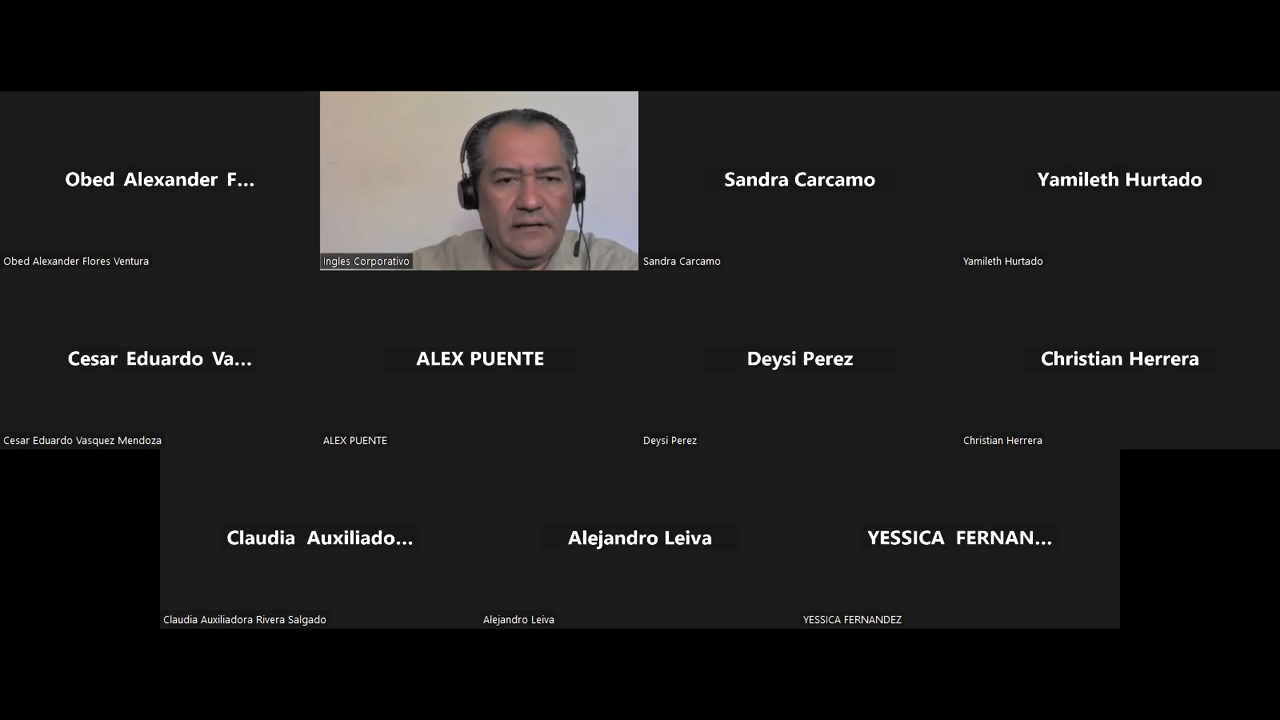 Obed Alexander F...
Sandra Carcamo
Yamileth Hurtado
Obed Alexander Flores Ventura
Ingles Corporativo
Sandra Carcamo
Yamileth Hurtado
Cesar Eduardo Va...
ALEX PUENTE
Deysi Perez
Christian Herrera
Cesar Eduardo Vasquez Mendoza
ALEX PUENTE
Deysi Perez
Christian Herrera
Claudia Auxiliado...
Alejandro Leiva
YESSICA FERNAN...
Claudia Auxiliadora Rivera Salgado
Alejandro Leiva
YESSICA FERNANDEZ